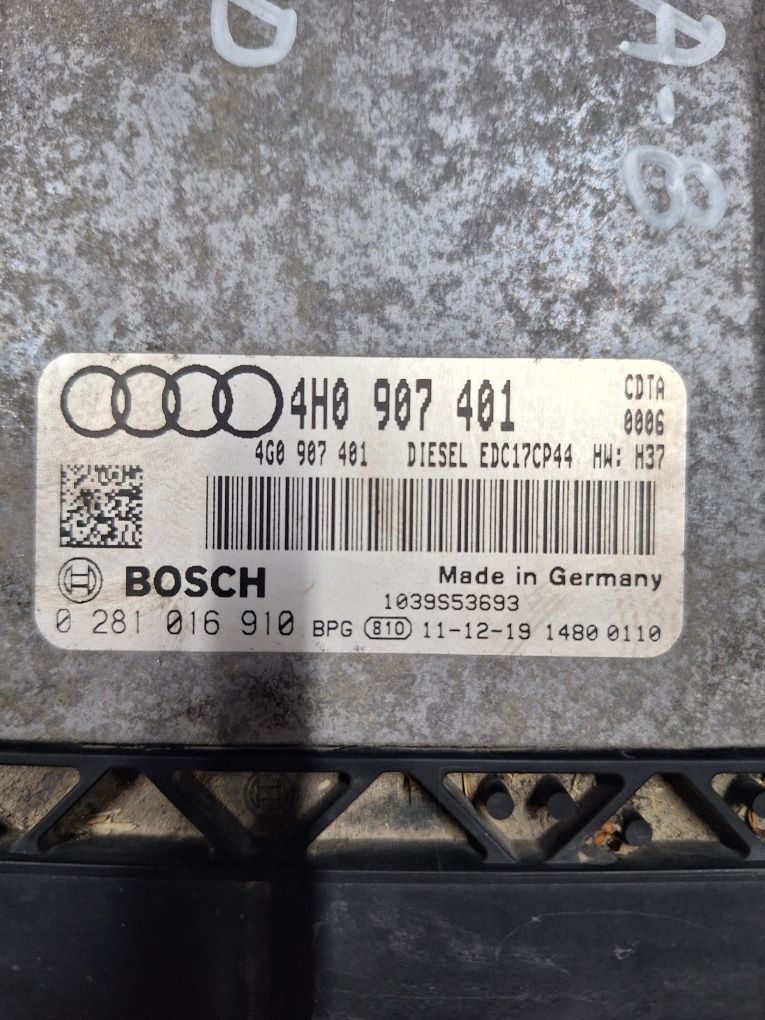 D
A-8
4H0 907 401
CDTA
0006
4G0 907 401 DIESEL EDC17CP44 HW: H37
BOSCH
Made in Germany
1039S53693
0 281 016 910 BPG 810 11-12-19 1480 0110